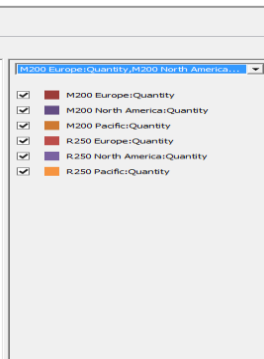 M200 Europe:Quantity,M200 North America...
M200 Europe:Quantity
M200 North America:Quantity
M200 Pacific:Quantity
R250 Europe:Quantity
R250 North America:Quantity
R250 Pacific:Quantity